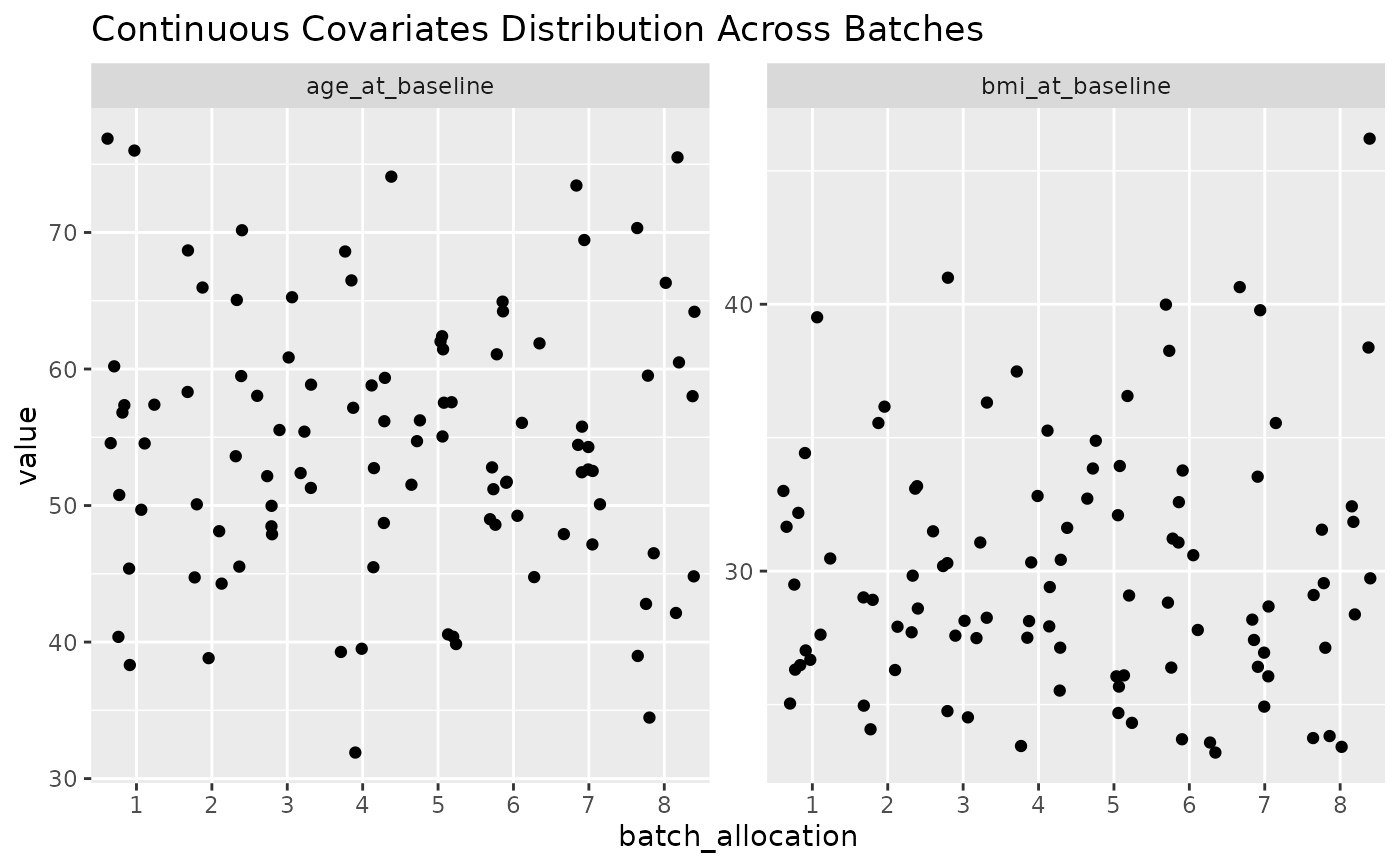 Continuous Covariates Distribution Across Batches
age_at_baseline
bmi_at_baseline
value
70
60
50
40
30
40
30
1 2 3 4 5 6 7 8
1 2 3 4 5 6 7 8
batch_allocation